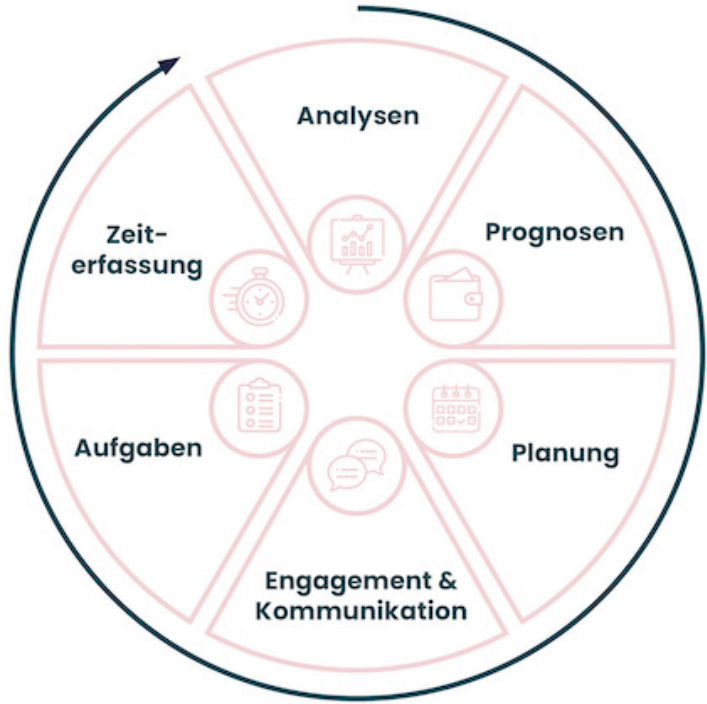 Analysen
Prognosen
Planung
Engagement &
Kommunikation
Aufgaben
Zeit-
erfassung